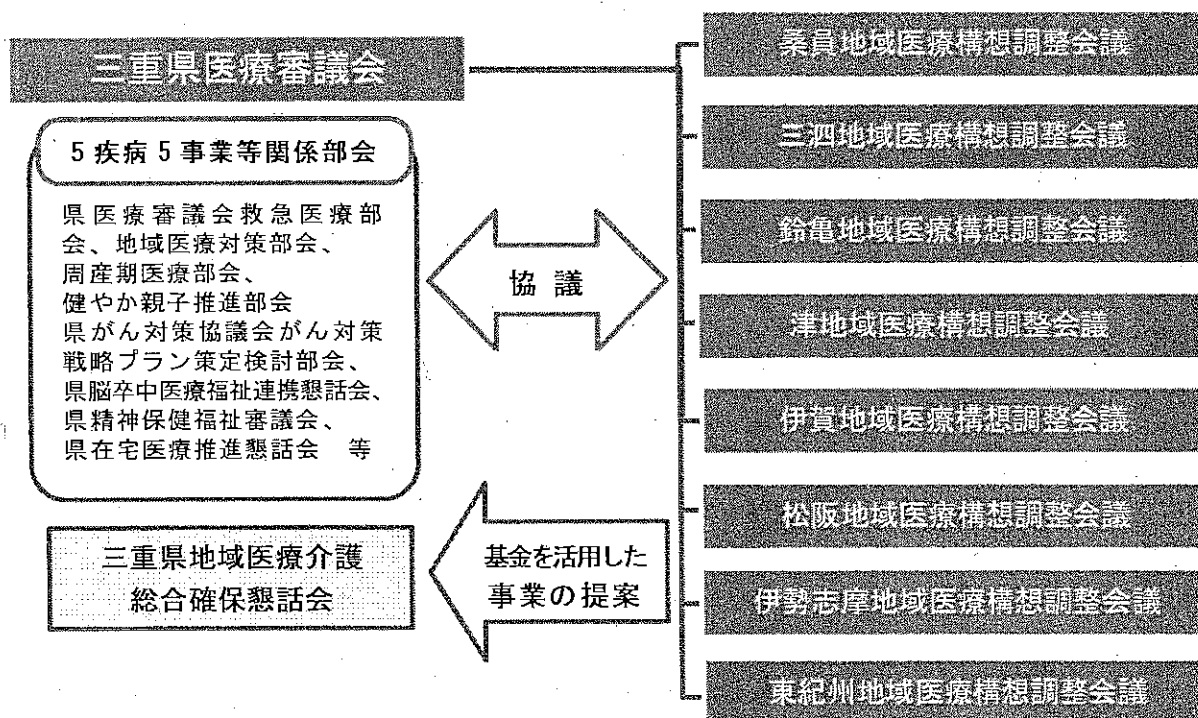 三重県医療審議会
5疾病5事業等関係部会
県医療審議会救急医療部
会、地域医療対策部会、
周産期医療部会、
健やか親子推進部会
県がん対策協議会がん対策
戦略プラン策定検討部会、
県脳卒中医療福祉連携懇話会、
県精神保健福祉審議会、
県在宅医療推進懇話会 等
三重県地域医療介護
総合確保懇話会
協議
基金を活用した
事業の提案
桑員地域医療構想調整会議
三泗地域医療構想調整会議
鈴亀地域医療構想調整会議
津地域医療構想調整会議
伊賀地域医療構想調整会議
松阪地域医療構想調整会議
伊勢志摩地域医療構想調整会議
東紀州地域医療構想調整会議